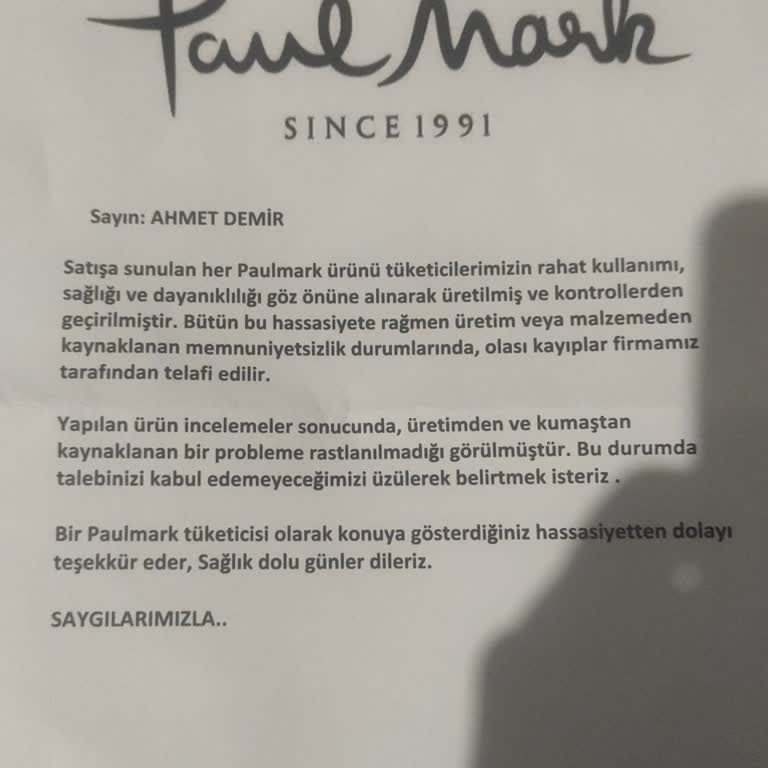 Paul Mark
SINCE 1991
Sayın: AHMET DEMİR
Satışa sunulan her Paulmark ürünü tüketicilerimizin rahat kullanımı,
sağlığı ve dayanıklılığı göz önüne alınarak üretilmiş ve kontrollerden
geçirilmiştir. Bütün bu hassasiyete rağmen üretim veya malzemeden
kaynaklanan memnuniyetsizlik durumlarında, olası kayıplar firmamız
tarafından telafi edilir.
Yapılan ürün incelemeler sonucunda, üretimden ve kumaştan
kaynaklanan bir probleme rastlanılmadığı görülmüştür. Bu durumda
talebinizi kabul edemeyeceğimizi üzülerek belirtmek isteriz .
Bir Paulmark tüketicisi olarak konuya gösterdiğiniz hassasiyetten dolayı
teşekkür eder, Sağlık dolu günler dileriz.
SAYGILARIMIZLA..